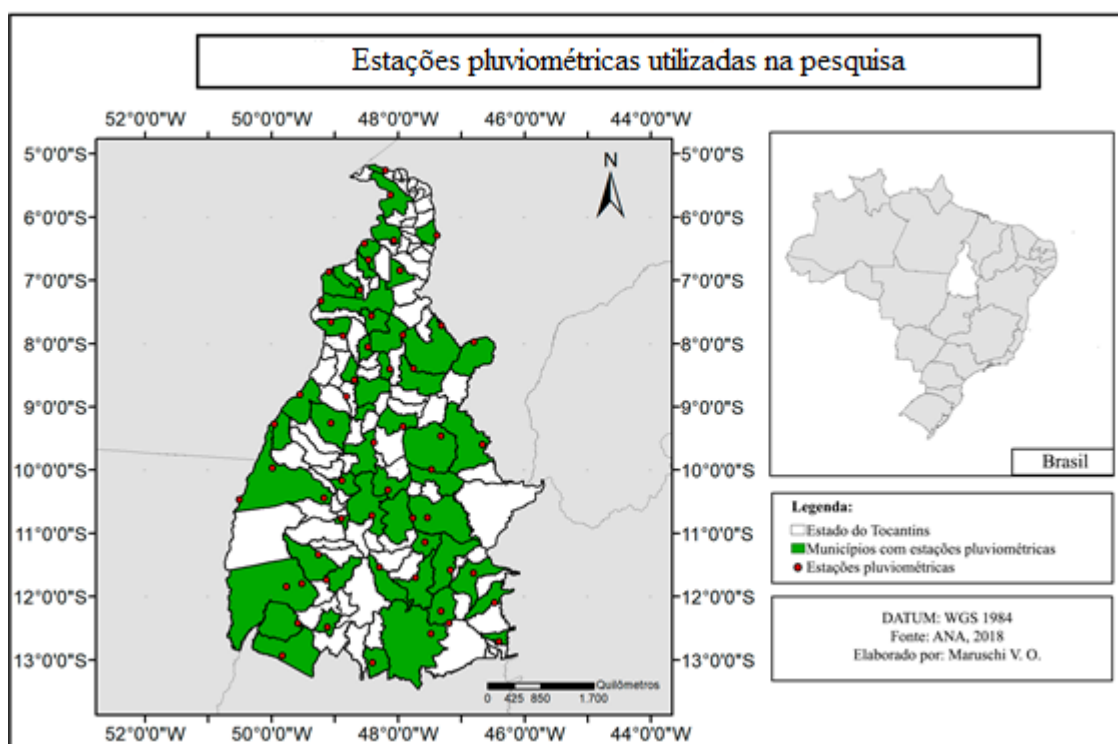 Estações pluviométricas utilizadas na pesquisa
52°0'0"W 50°0'0"W 48°0'0"W 46°0'0"W 44°0'0"W
N
5°0'0"S 5°0'0"S
6°0'0"S 6°0'0"S
7°0'0"S 7°0'0"S
8°0'0"S 8°0'0"S
9°0'0"S 9°0'0"S
10°0'0"S 10°0'0"S
11°0'0"S 11°0'0"S
12°0'0"S 12°0'0"S
13°0'0"S 13°0'0"S
Quilômetros
0 425 850 1.700
52°0'0"W 50°0'0"W 48°0'0"W 46°0'0"W 44°0'0"W
Brasil
Legenda:
Estado do Tocantins
Municípios com estações pluviométricas
Estações pluviométricas
DATUM: WGS 1984
Fonte: ANA, 2018
Elaborado por: Maruschi V. O.